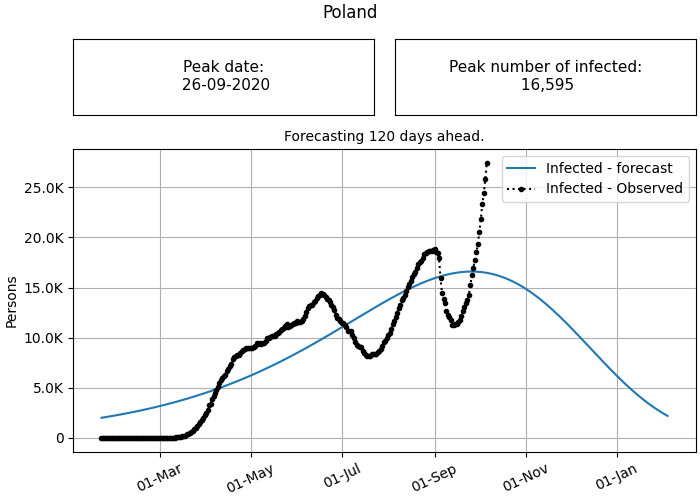 Poland
Peak date:
26-09-2020
Peak number of infected:
16,595
Forecasting 120 days ahead.
Infected - forecast
Infected - Observed
Persons
25.0K
20.0K
15.0K
10.0K
5.0K
0
01-Mar
01-May
01-Jul
01-Sep
01-Nov
01-Jan